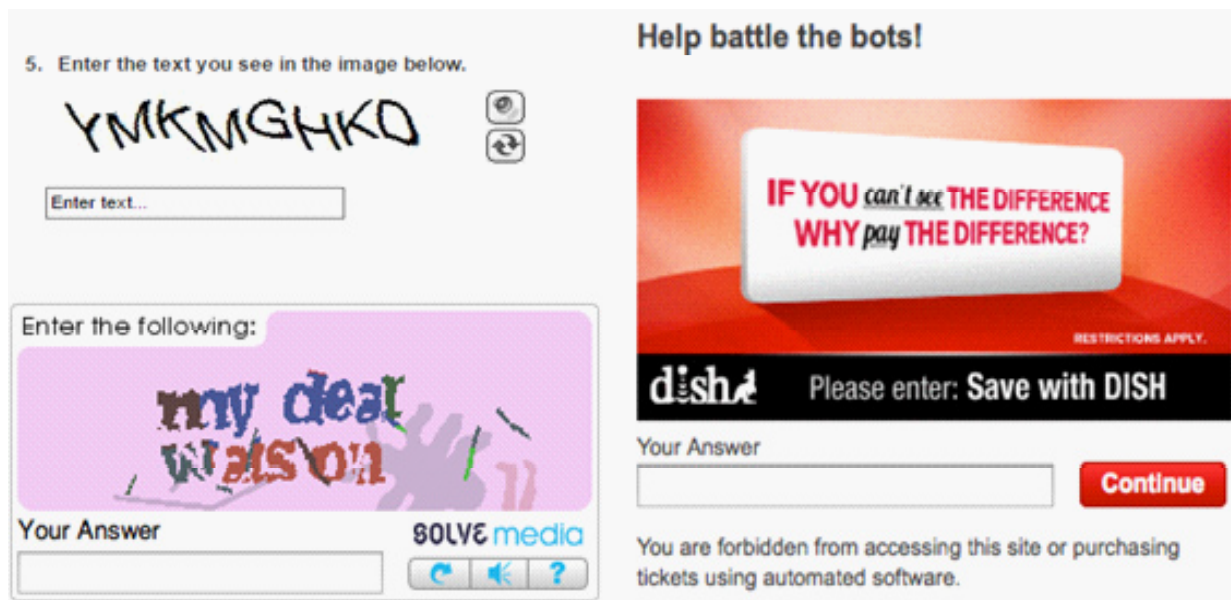 5. Enter the text you see in the image below.
YMKMGHKD
Enter text...
Enter the following:
my dear
watson
Your Answer
SOLVE media
?
Help battle the bots!
IF YOU can't see THE DIFFERENCE
WHY pay THE DIFFERENCE?
RESTRICTIONS APPLY.
dish Please enter: Save with DISH
Your Answer
Continue
You are forbidden from accessing this site or purchasing
tickets using automated software.